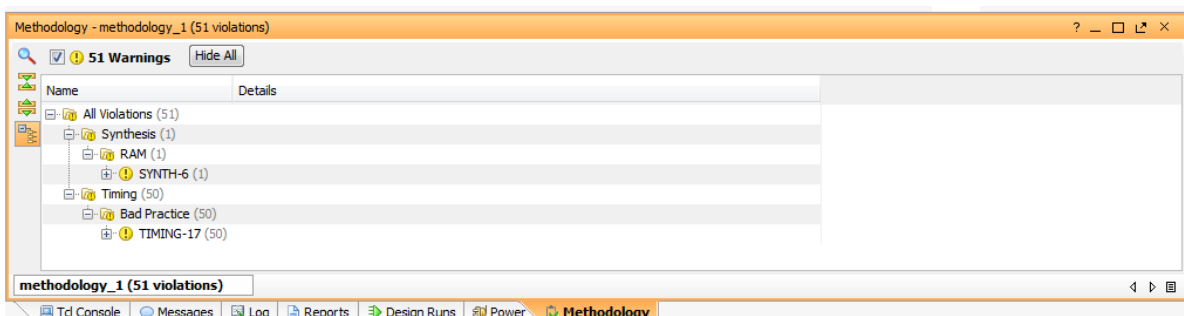 Methodology - methodology_1 (51 violations)
51 Warnings Hide All
Name Details
All Violations (51)
Synthesis (1)
RAM (1)
SYNTH-6 (1)
Timing (50)
Bad Practice (50)
TIMING-17 (50)
methodology_1 (51 violations)
Tcl Console Messages Log Reports Design Runs Power Methodology